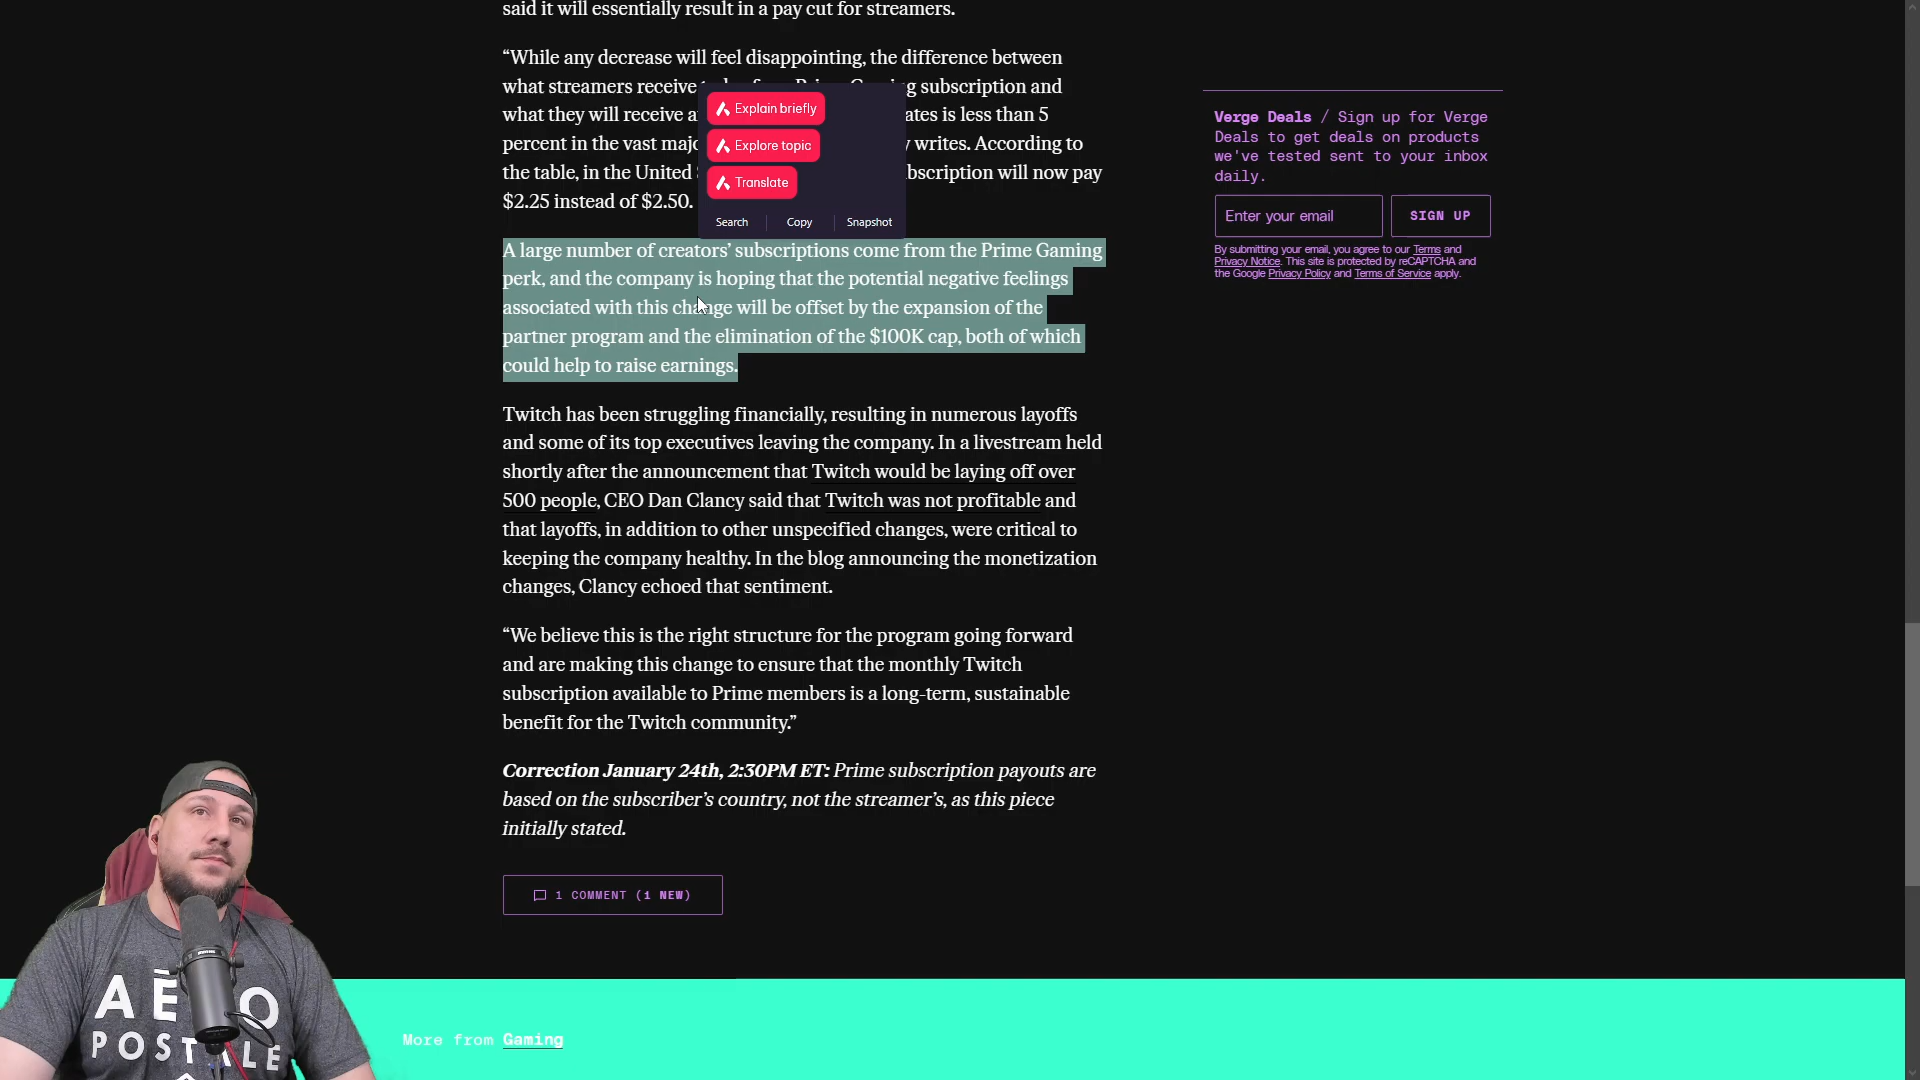 said it will essentially result in a pay cut for streamers.
“While any decrease will feel disappointing, the difference between
what streamers receive subscription and
what they will receive is less than 5
percent in the vast writes. According to
the table, in the United will now pay
$2.25 instead of $2.50.
Explain briefly
Explore topic
Translate
Search
Copy
Snapshot
A large number of creators’ subscriptions come from the Prime Gaming
perk, and the company is hoping that the potential negative feelings
associated with this change will be offset by the expansion of the
partner program and the elimination of the $100K cap, both of which
could help to raise earnings.
Twitch has been struggling financially, resulting in numerous layoffs
and some of its top executives leaving the company. In a livestream held
shortly after the announcement that Twitch would be laying off over
500 people, CEO Dan Clancy said that Twitch was not profitable and
that layoffs, in addition to other unspecified changes, were critical to
keeping the company healthy. In the blog announcing the monetization
changes, Clancy echoed that sentiment.
“We believe this is the right structure for the program going forward
and are making this change to ensure that the monthly Twitch
subscription available to Prime members is a long-term, sustainable
benefit for the Twitch community.”
Correction January 24th, 2:30PM ET: Prime subscription payouts are
based on the subscriber’s country, not the streamer’s, as this piece
initially stated.
1 COMMENT (1 NEW)
More from Gaming
Verge Deals / Sign up for Verge
Deals to get deals on products
we've tested sent to your inbox
daily.
Enter your email
SIGN UP
By submitting your email, you agree to our Terms and
Privacy Notice. This site is protected by reCAPTCHA and
the Google Privacy Policy and Terms of Service apply.
AĒRO
POSTALE